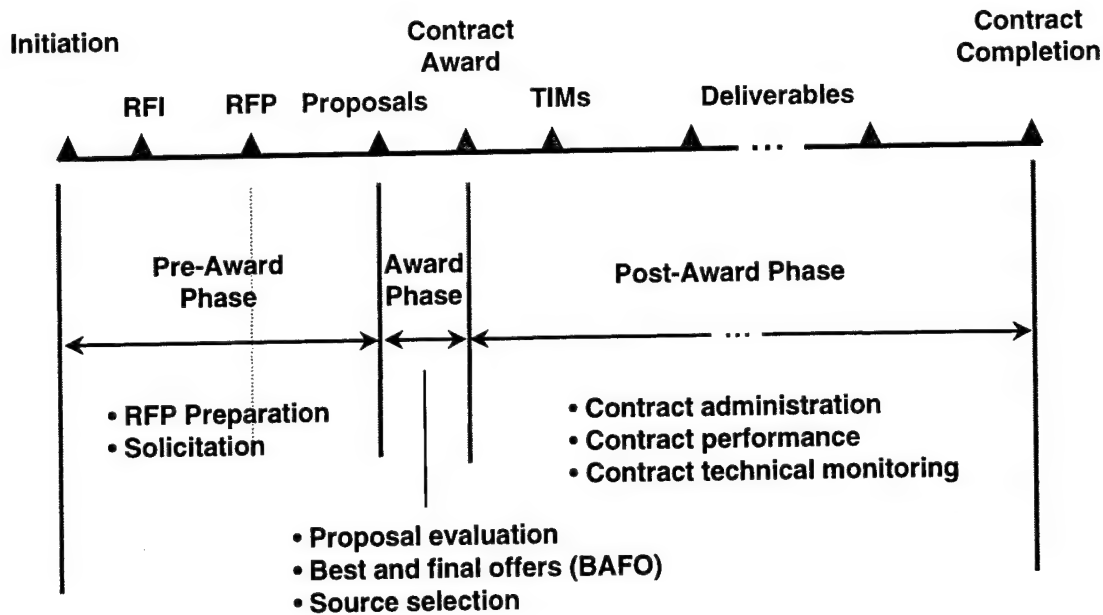 Initiation
Contract
Award
Contract
Completion
RFI
RFP
Proposals
TIMs
Deliverables
...
Pre-Award
Phase
Award
Phase
Post-Award Phase
...
• RFP Preparation
• Solicitation
• Contract administration
• Contract performance
• Contract technical monitoring
• Proposal evaluation
• Best and final offers (BAFO)
• Source selection